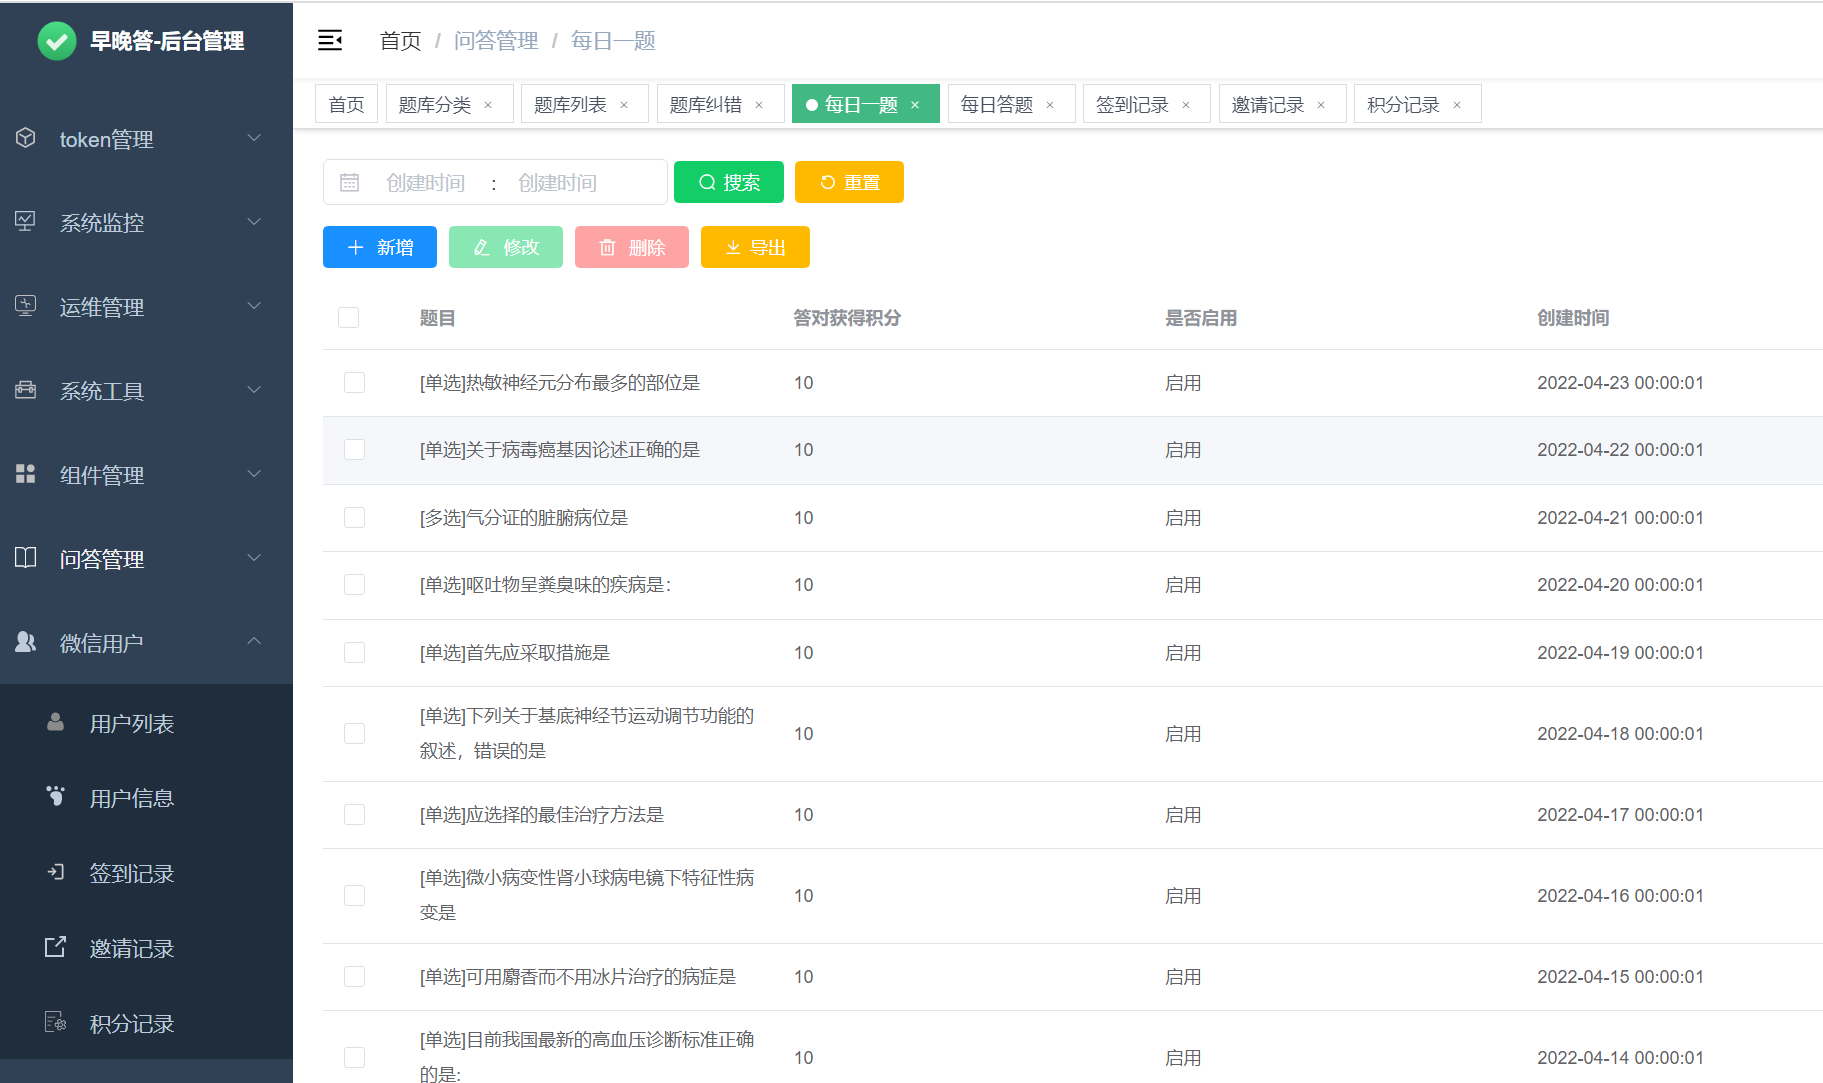 早晚答-后台管理
token管理
系统监控
运维管理
系统工具
组件管理
问答管理
微信用户
用户列表
用户信息
签到记录
邀请记录
积分记录
首页 / 问答管理 / 每日一题
首页 题库分类 × 题库列表 × 题库纠错 × 每日一题 × 每日答题 × 签到记录 × 邀请记录 × 积分记录 ×
创建时间 : 创建时间 搜索 重置
新增 修改 删除 导出
题目 答对获得积分 是否启用 创建时间
[单选]热敏神经元分布最多的部位是 10 启用 2022-04-23 00:00:01
[单选]关于病毒癌基因论述正确的是 10 启用 2022-04-22 00:00:01
[多选]气分证的脏腑病位是 10 启用 2022-04-21 00:00:01
[单选]呕吐物呈粪臭味的疾病是： 10 启用 2022-04-20 00:00:01
[单选]首先应采取措施是 10 启用 2022-04-19 00:00:01
[单选]下列关于基底神经节运动调节功能的
叙述，错误的是 10 启用 2022-04-18 00:00:01
[单选]应选择的最佳治疗方法是 10 启用 2022-04-17 00:00:01
[单选]微小病变性肾小球病电镜下特征性病
变是 10 启用 2022-04-16 00:00:01
[单选]可用麝香而不用冰片治疗的病症是 10 启用 2022-04-15 00:00:01
[单选]目前我国最新的高血压诊断标准正确
的是: 10 启用 2022-04-14 00:00:01